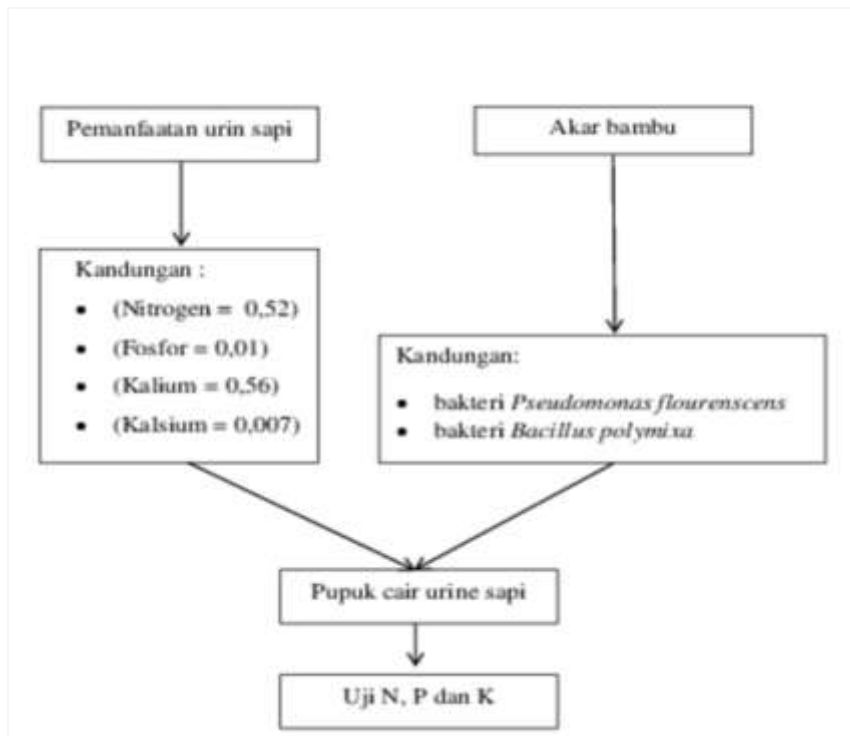 Pemanfaatan urin sapi
Akar bambu
Kandungan :
• (Nitrogen = 0,52)
• (Fosfor = 0,01)
• (Kalium = 0,56)
• (Kalsium = 0,007)
Kandungan:
• bakteri Pseudomonas flourenscens
• bakteri Bacillus polymixa
Pupuk cair urine sapi
Uji N, P dan K